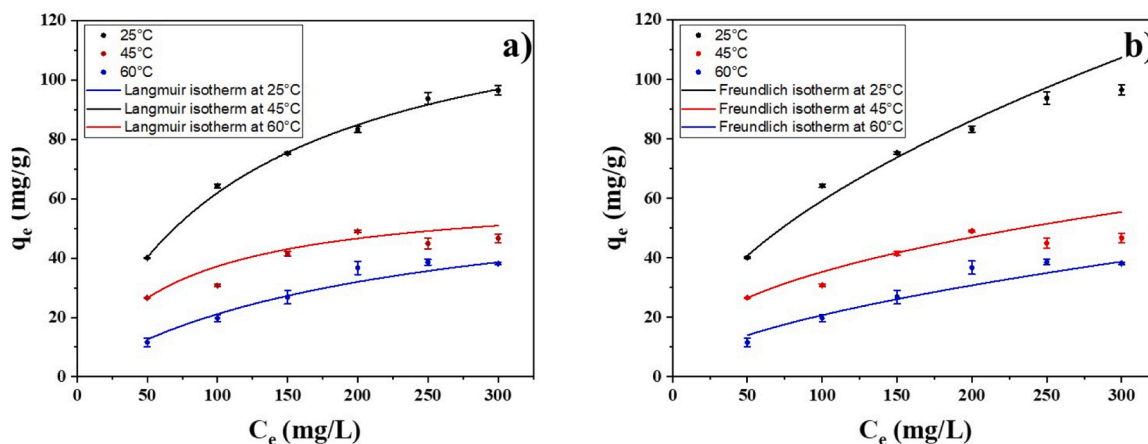 a)
25°C
45°C
60°C
Langmuir isotherm at 25°C
Langmuir isotherm at 45°C
Langmuir isotherm at 60°C
120
100
80
60
40
20
0
qe (mg/g)
0 50 100 150 200 250 300
Ce (mg/L)
b)
25°C
45°C
60°C
Freundlich isotherm at 25°C
Freundlich isotherm at 45°C
Freundlich isotherm at 60°C
120
100
80
60
40
20
0
qe (mg/g)
0 50 100 150 200 250 300
Ce (mg/L)